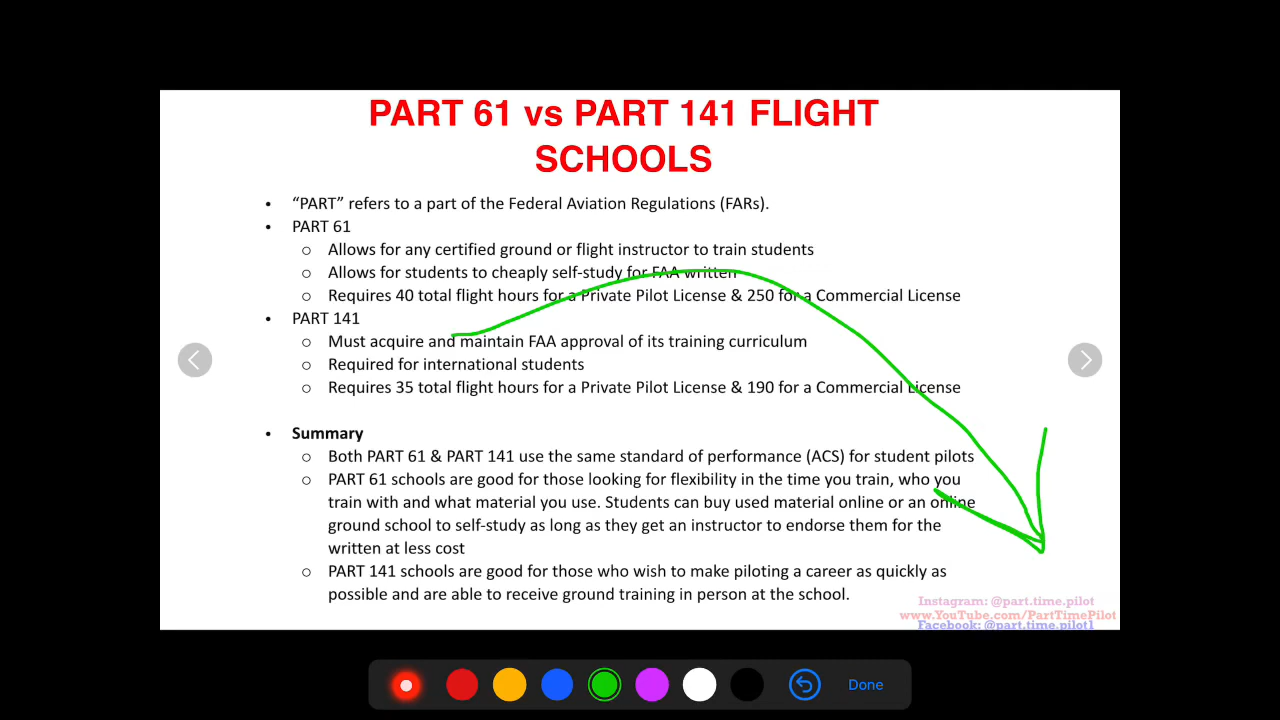 PART 61 vs PART 141 FLIGHT
SCHOOLS
• “PART” refers to a part of the Federal Aviation Regulations (FARs).
• PART 61
○ Allows for any certified ground or flight instructor to train students
○ Allows for students to cheaply self-study for FAA written
○ Requires 40 total flight hours for a Private Pilot License & 250 for a Commercial License
• PART 141
○ Must acquire and maintain FAA approval of its training curriculum
○ Required for international students
○ Requires 35 total flight hours for a Private Pilot License & 190 for a Commercial License
• Summary
○ Both PART 61 & PART 141 use the same standard of performance (ACS) for student pilots
○ PART 61 schools are good for those looking for flexibility in the time you train, who you
train with and what material you use. Students can buy used material online or an online
ground school to self-study as long as they get an instructor to endorse them for the
written at less cost
○ PART 141 schools are good for those who wish to make piloting a career as quickly as
possible and are able to receive ground training in person at the school.
Instagram: @part.time.pilot
www.YouTube.com/PartTimePilot
Facebook: @part.time.pilot1
Done